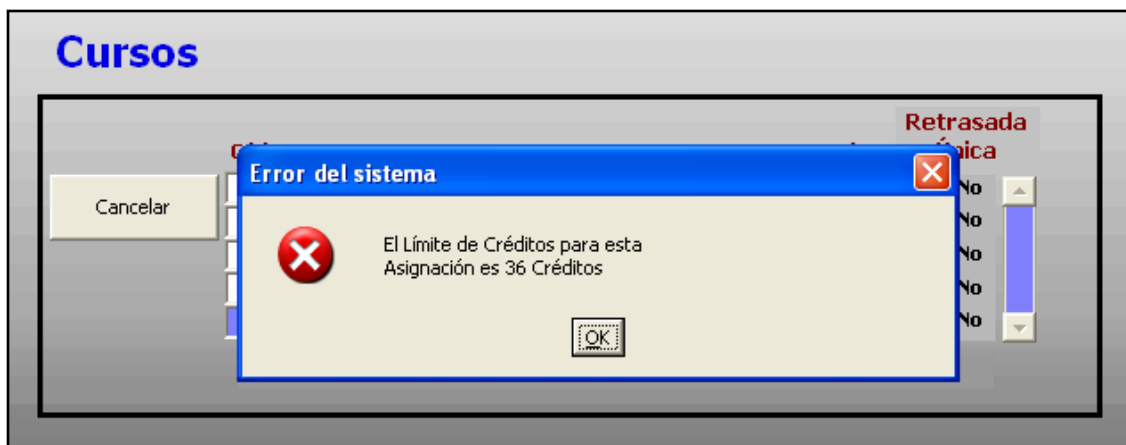 Cursos
Retrasada
Error del sistema
Cancelar
El Límite de Créditos para esta
Asignación es 36 Créditos
OK
No
No
No
No
No